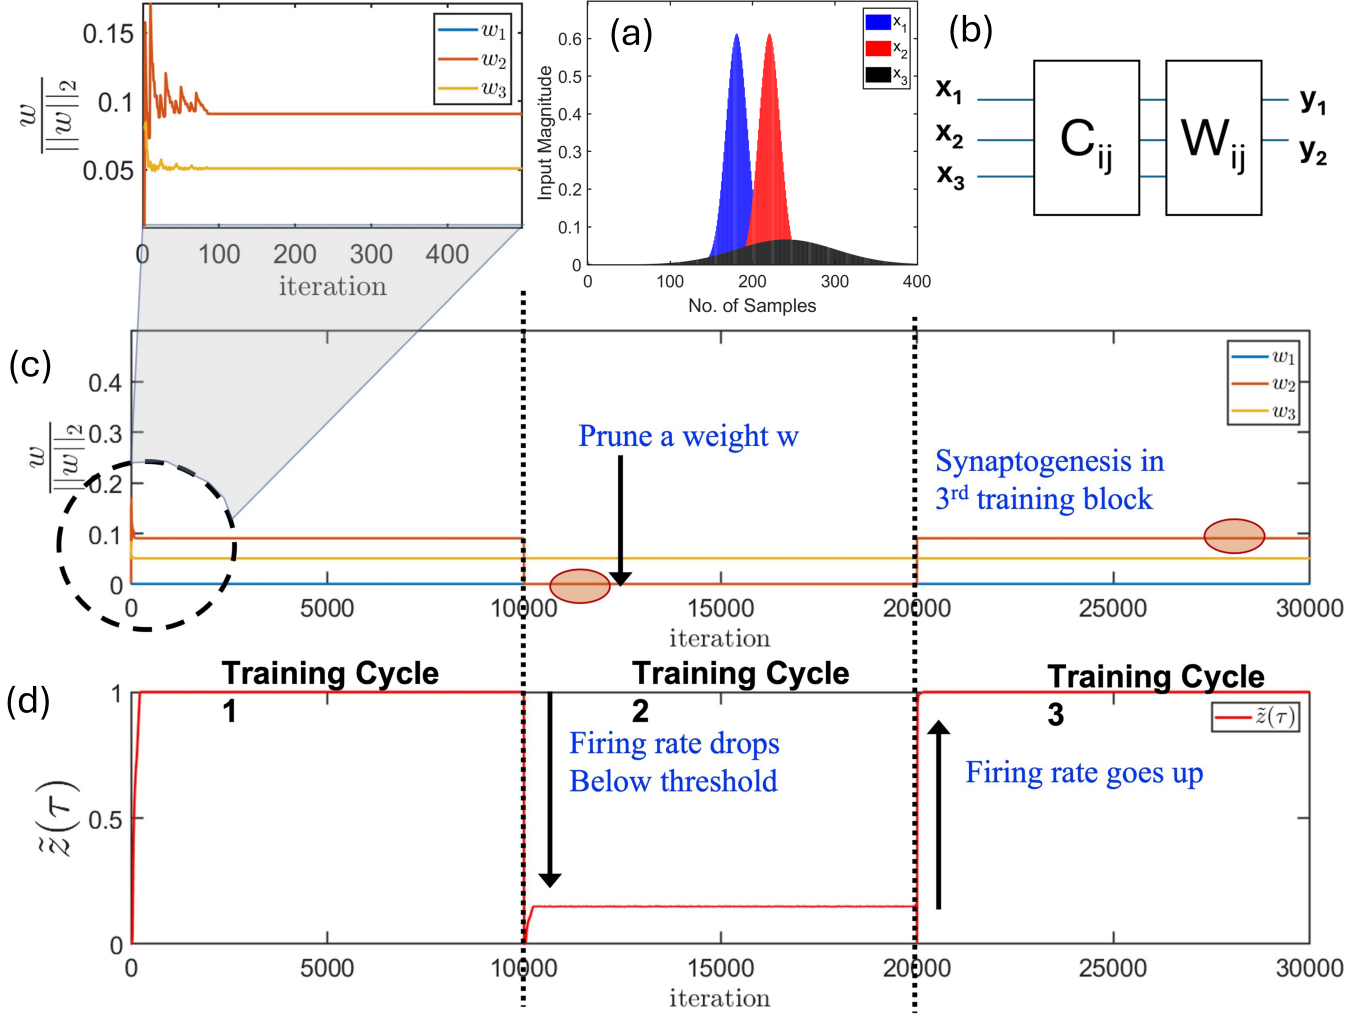 0.15
0.1
0.05
w/||w||₂
w₁
w₂
w₃
0 100 200 300 400
iteration
(a)
x₁
x₂
x₃
0.6
0.5
0.4
0.3
0.2
0.1
0
Input Magnitude
0 100 200 300 400
No. of Samples
(b)
x₁
x₂
x₃
Cᵢⱼ
Wᵢⱼ
y₁
y₂
(c)
0.4
0.3
0.2
0.1
0
w/||w||₂
w₁
w₂
w₃
Prune a weight w
Synaptogenesis in
3rd training block
0 5000 10000 15000 20000 25000 30000
iteration
(d)
Training Cycle
1
Training Cycle
2
Training Cycle
3
1
0.5
0
z̃(τ)
z̃(τ)
Firing rate drops
Below threshold
Firing rate goes up
0 5000 10000 15000 20000 25000 30000
iteration